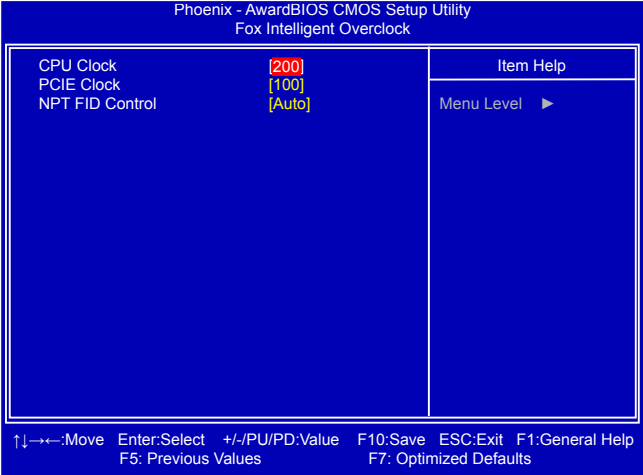 Phoenix - AwardBIOS CMOS Setup Utility
Fox Intelligent Overclock
CPU Clock [200]
PCIE Clock [100]
NPT FID Control [Auto]
Item Help
Menu Level ►
↑↓→←:Move Enter:Select +/-/PU/PD:Value F10:Save ESC:Exit F1:General Help
F5: Previous Values F7: Optimized Defaults